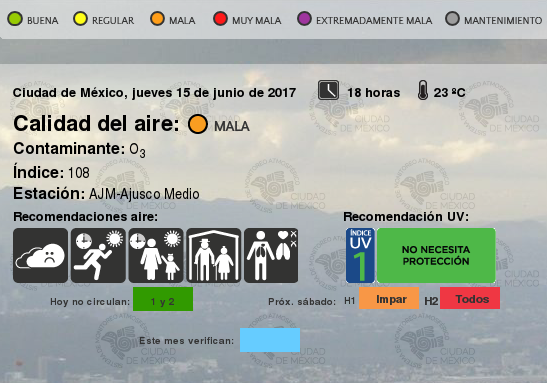 BUENA REGULAR MALA MUY MALA EXTREMADAMENTE MALA MANTENIMIENTO
Ciudad de México, jueves 15 de junio de 2017 18 horas 23 ºC
Calidad del aire: MALA
Contaminante: O3
Índice: 108
Estación: AJM-Ajusco Medio
Recomendaciones aire: Recomendación UV:
ÍNDICE
UV
1
NO NECESITA
PROTECCIÓN
Hoy no circulan: 1 y 2 Próx. sábado: H1 Impar H2 Todos
Este mes verifican:
CIUDAD
DE MÉXICO